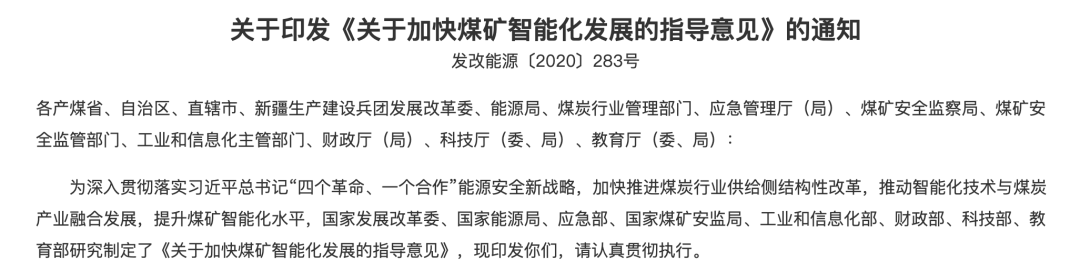 关于印发《关于加快煤矿智能化发展的指导意见》的通知
发改能源〔2020〕283号
各产煤省、自治区、直辖市、新疆生产建设兵团发展改革委、能源局、煤炭行业管理部门、应急管理厅（局）、煤矿安全监察局、煤矿安
全监管部门、工业和信息化主管部门、财政厅（局）、科技厅（委、局）、教育厅（委、局）：
为深入贯彻落实习近平总书记“四个革命、一个合作”能源安全新战略，加快推进煤炭行业供给侧结构性改革，推动智能化技术与煤炭
产业融合发展，提升煤矿智能化水平，国家发展改革委、国家能源局、应急部、国家煤矿安监局、工业和信息化部、财政部、科技部、教
育部研究制定了《关于加快煤矿智能化发展的指导意见》，现印发你们，请认真贯彻执行。